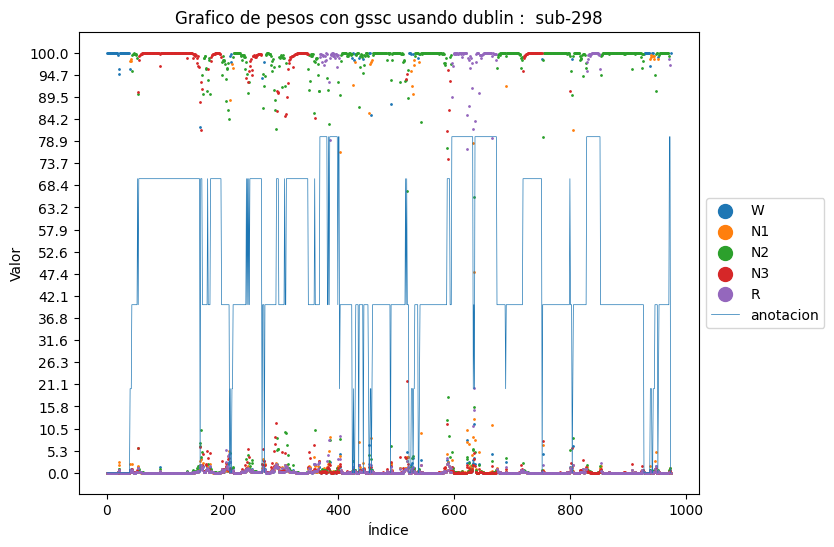 Grafico de pesos con gssc usando dublin :  sub-298
Valor
100.0
94.7
89.5
84.2
78.9
73.7
68.4
63.2
57.9
52.6
47.4
42.1
36.8
31.6
26.3
21.1
15.8
10.5
5.3
0.0
0
200
400
600
800
1000
Índice
W
N1
N2
N3
R
anotacion